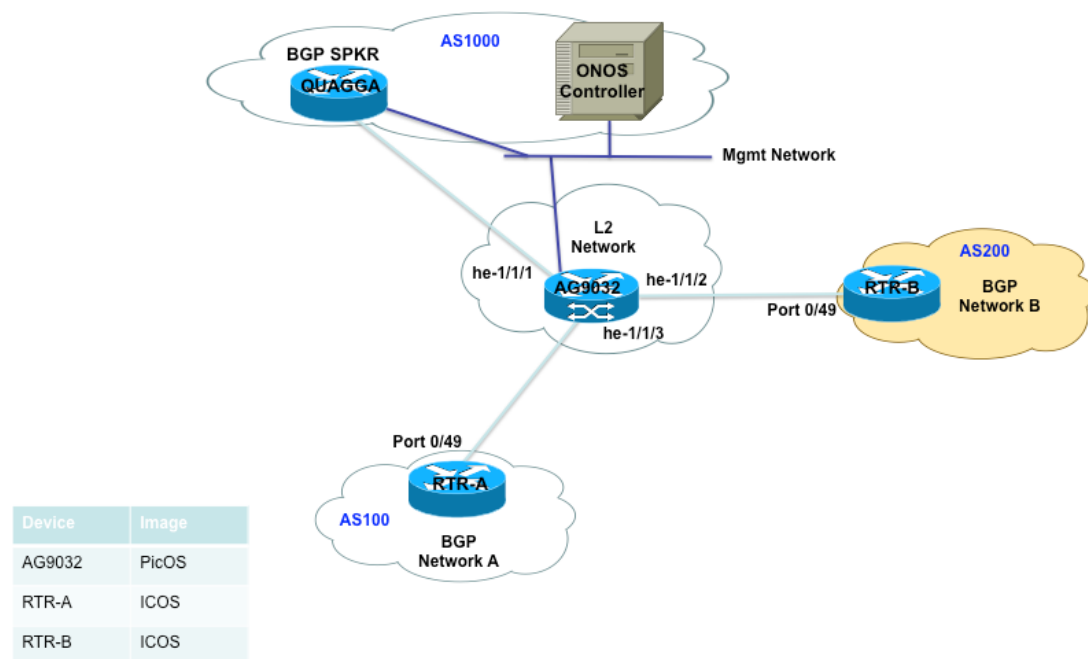 AS1000
BGP SPKR
QUAGGA
ONOS
Controller
Mgmt Network
L2
Network
he-1/1/1
AG9032
he-1/1/2
he-1/1/3
AS200
RTR-B
BGP
Network B
Port 0/49
Port 0/49
RTR-A
AS100
BGP
Network A
Device Image
AG9032 PicOS
RTR-A ICOS
RTR-B ICOS